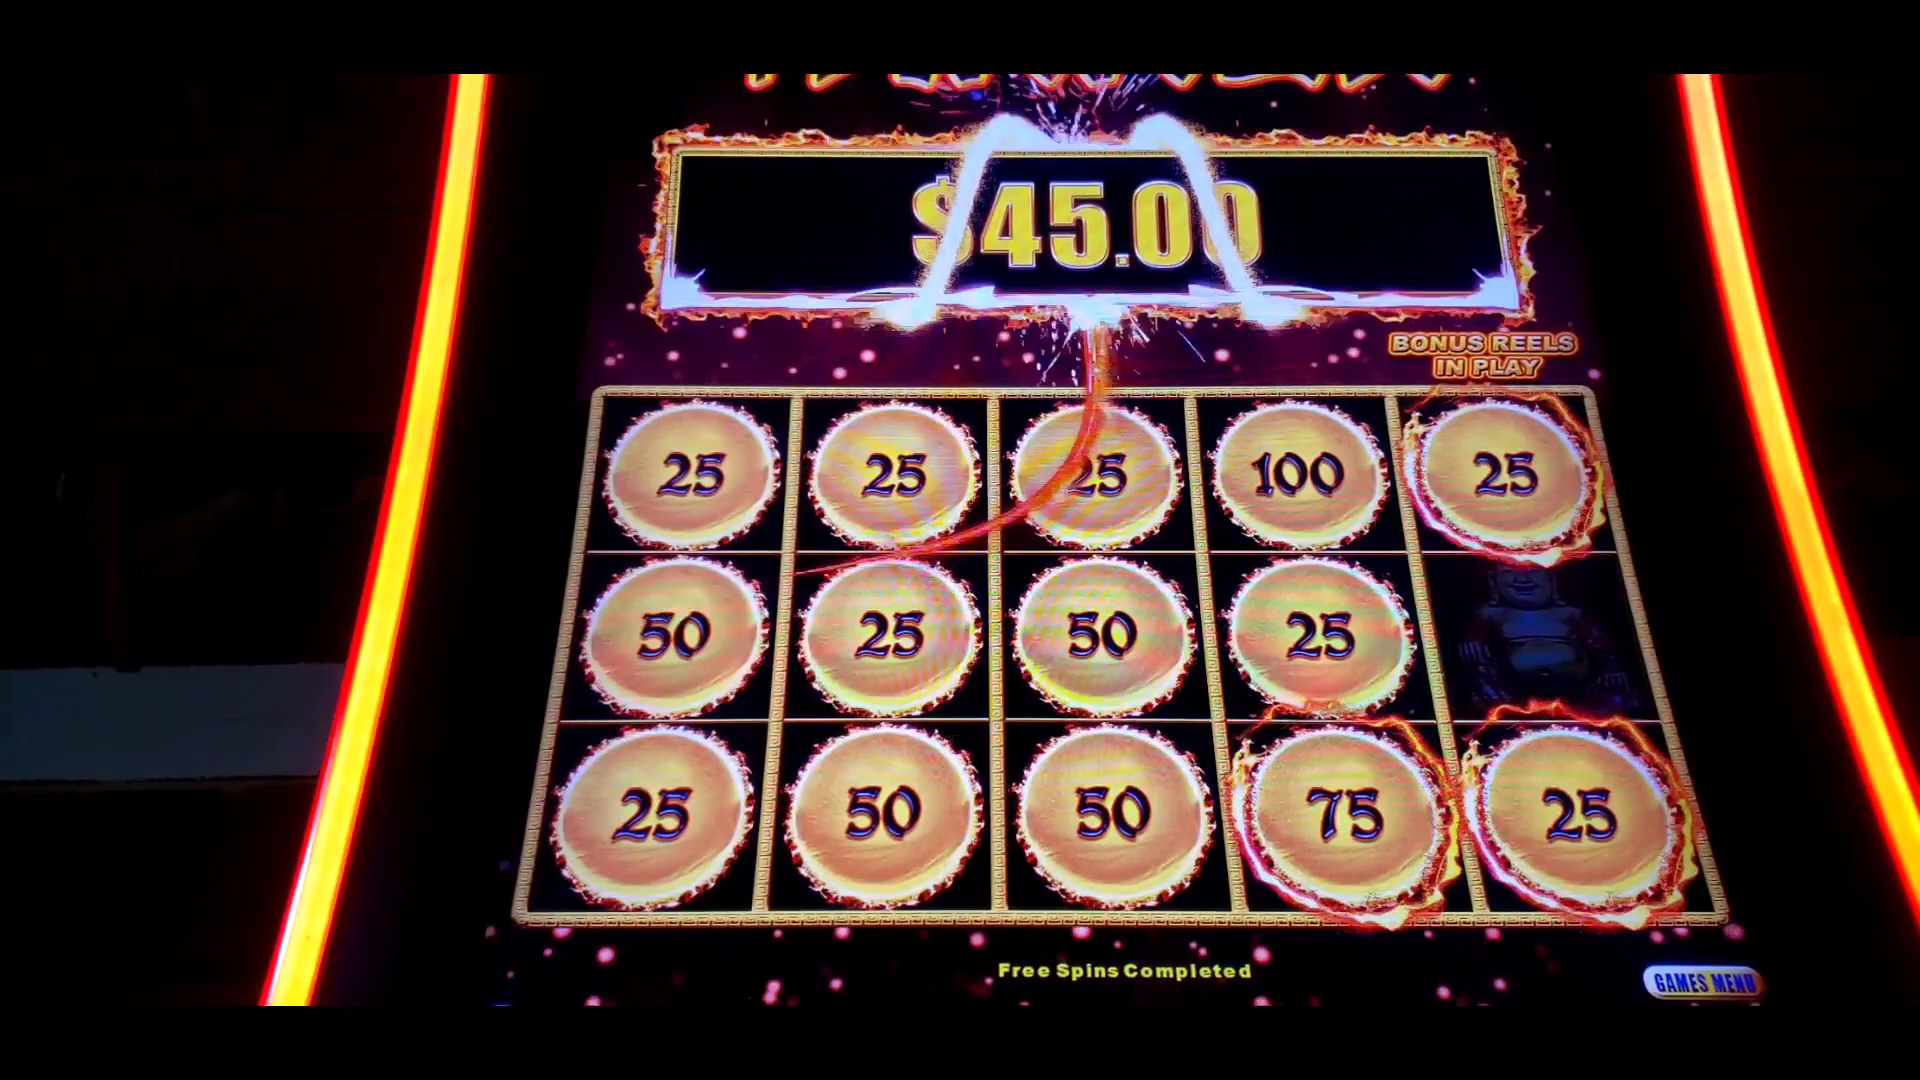 $45.00
BONUS REELS
IN PLAY
25 25 25 100 25
50 25 50 25
25 50 50 75 25
Free Spins Completed
GAMES MENU